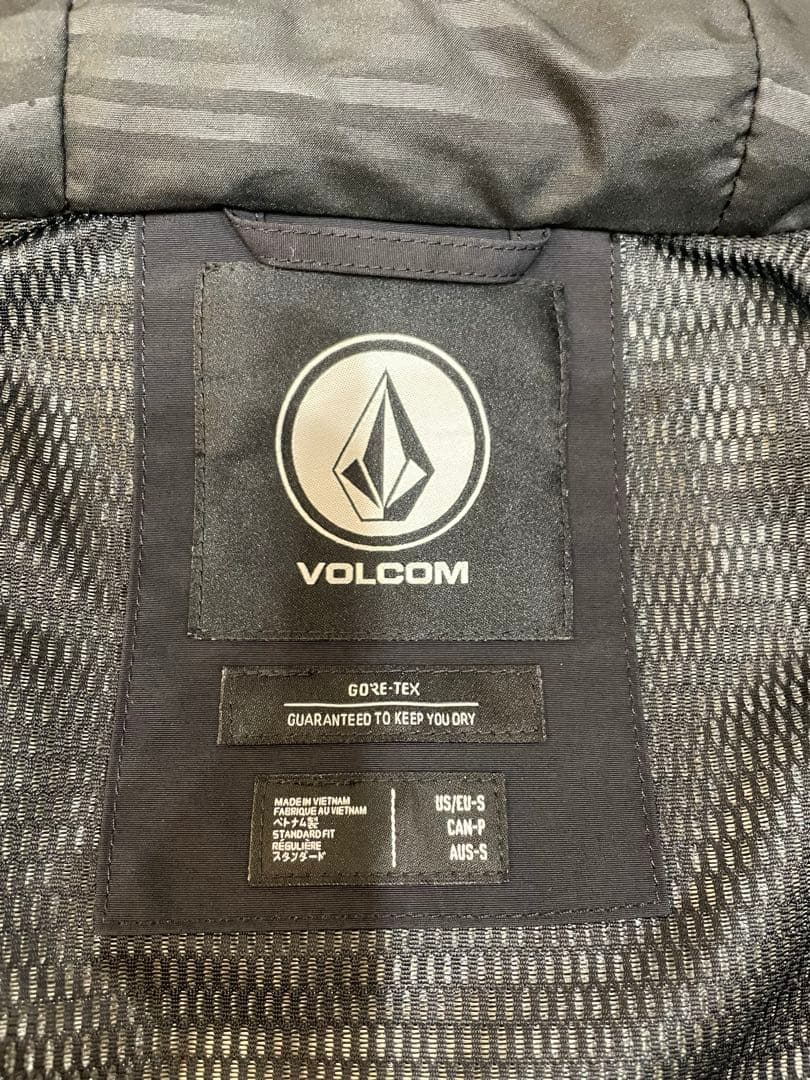 VOLCOM
GORE-TEX
GUARANTEED TO KEEP YOU DRY
MADE IN VIETNAM
FABRIQUE AU VIETNAM
ベトナム製
STANDARD FIT
RÉGULIÈRE
スタンダード
US/EU-S
CAN-P
AUS-S